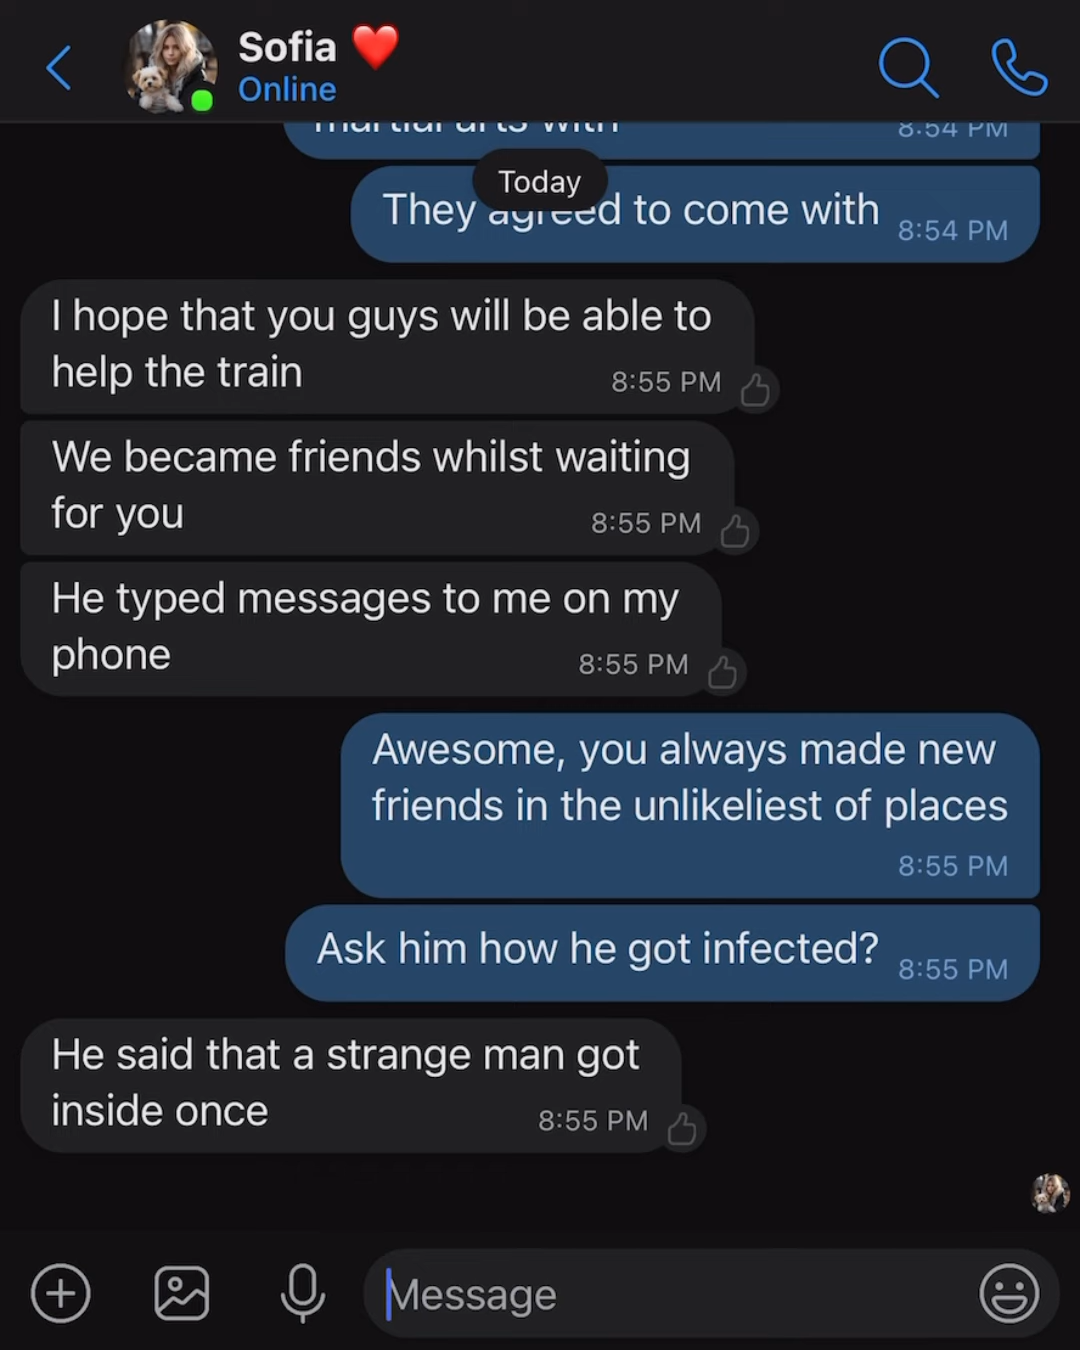 Sofia ❤️
Online
martial arts with
8:54 PM
Today
They agreed to come with
8:54 PM
I hope that you guys will be able to
help the train
8:55 PM
We became friends whilst waiting
for you
8:55 PM
He typed messages to me on my
phone
8:55 PM
Awesome, you always made new
friends in the unlikeliest of places
8:55 PM
Ask him how he got infected?
8:55 PM
He said that a strange man got
inside once
8:55 PM
Message